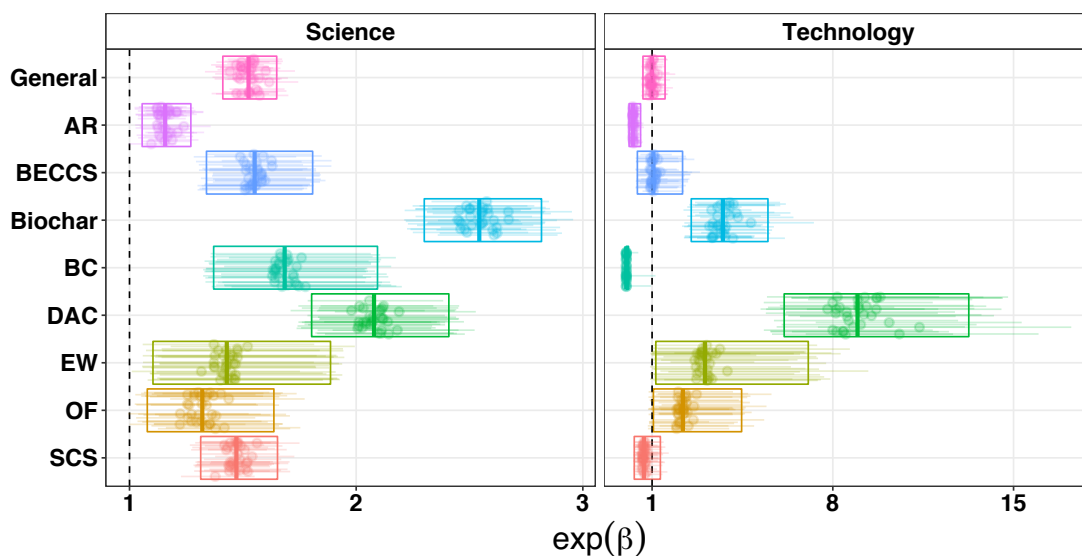 Science Technology
General
AR
BECCS
Biochar
BC
DAC
EW
OF
SCS
1 2 3 1 8 15
exp(β)